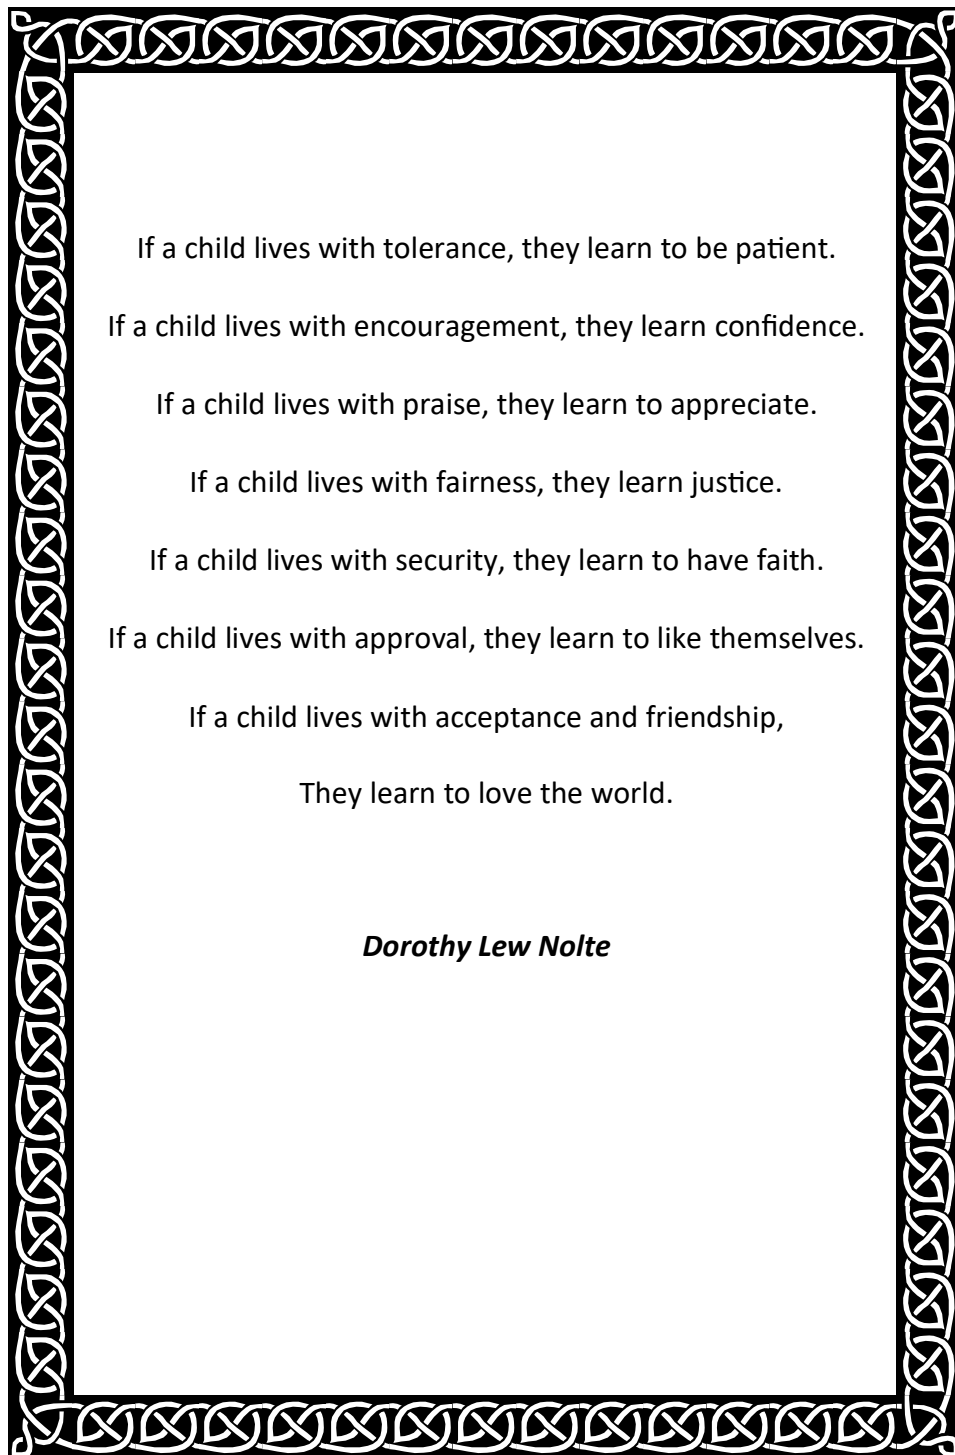 If a child lives with tolerance, they learn to be patient.
If a child lives with encouragement, they learn confidence.
If a child lives with praise, they learn to appreciate.
If a child lives with fairness, they learn justice.
If a child lives with security, they learn to have faith.
If a child lives with approval, they learn to like themselves.
If a child lives with acceptance and friendship,
They learn to love the world.
Dorothy Lew Nolte